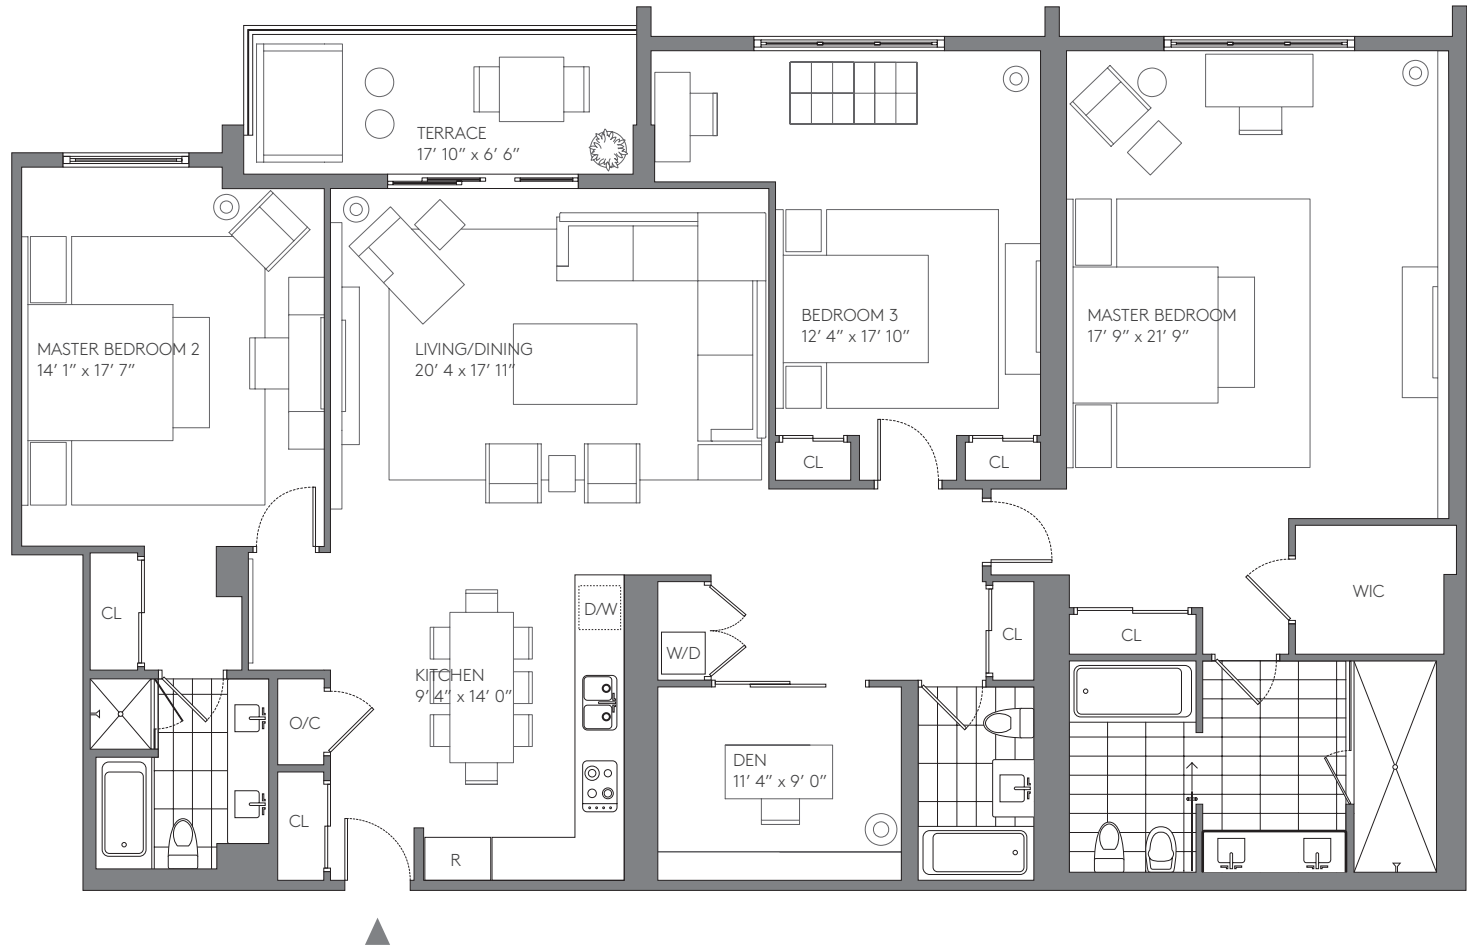 TERRACE
17' 10" x 6' 6"
MASTER BEDROOM 2
14' 1" x 17' 7"
LIVING/DINING
20' 4 x 17' 11"
BEDROOM 3
12' 4" x 17' 10"
MASTER BEDROOM
17' 9" x 21' 9"
CL
CL
CL
D/W
W/D
CL
CL
WIC
KITCHEN
9' 4" x 14' 0"
O/C
DEN
11' 4" x 9' 0"
CL
R